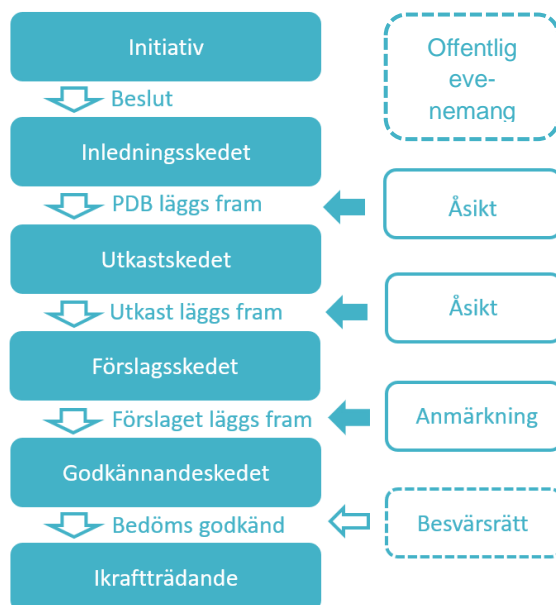 Initiativ
Offentlig
eve-
nemang
Beslut
Inledningsskedet
PDB läggs fram
Åsikt
Utkastskedet
Utkast läggs fram
Åsikt
Förslagsskedet
Förslaget läggs fram
Anmärkning
Godkännandeskedet
Bedöms godkänd
Besvärsrätt
Ikraftträdande